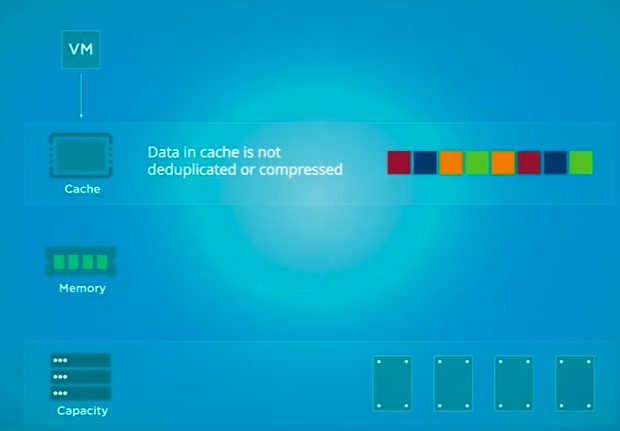 VM
Data in cache is not
deduplicated or compressed
Cache
Memory
Capacity